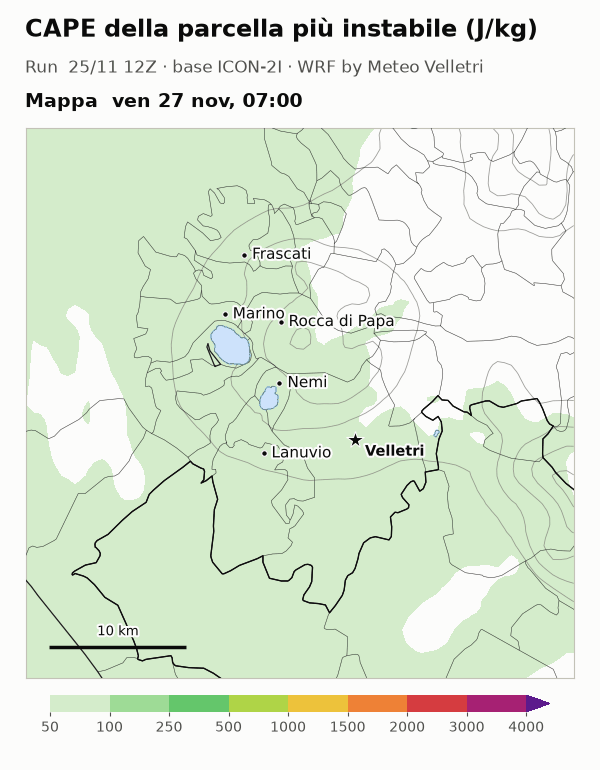 CAPE della parcella più instabile (J/kg)
Run  25/11 12Z · base ICON-2I · WRF by Meteo Velletri
Mappa  ven 27 nov, 07:00
Frascati
Marino
Rocca di Papa
Nemi
Velletri
Lanuvio
10 km
50 100 250 500 1000 1500 2000 3000 4000